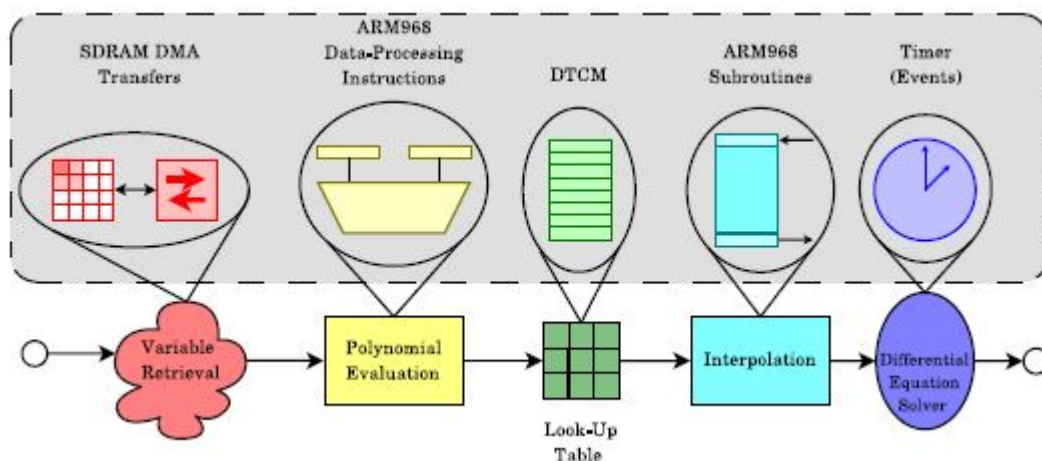 SDRAM DMA
Transfers
ARM968
Data-Processing
Instructions
DTCM
ARM968
Subroutines
Timer
(Events)
Variable
Retrieval
Polynomial
Evaluation
Look-Up
Table
Interpolation
Differential
Equation
Solver